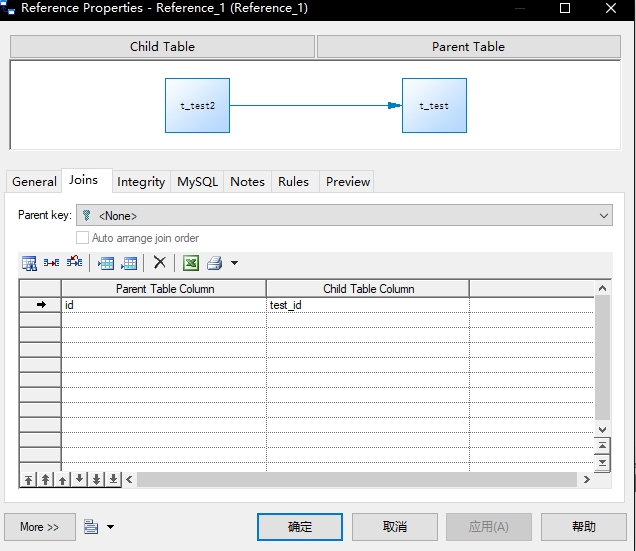 Reference Properties - Reference_1 (Reference_1)
Child Table
Parent Table
t_test2
t_test
General
Joins
Integrity
MySQL
Notes
Rules
Preview
Parent key:
<None>
Auto arrange join order
Parent Table Column
Child Table Column
id
test_id
More >>
确定
取消
应用(A)
帮助